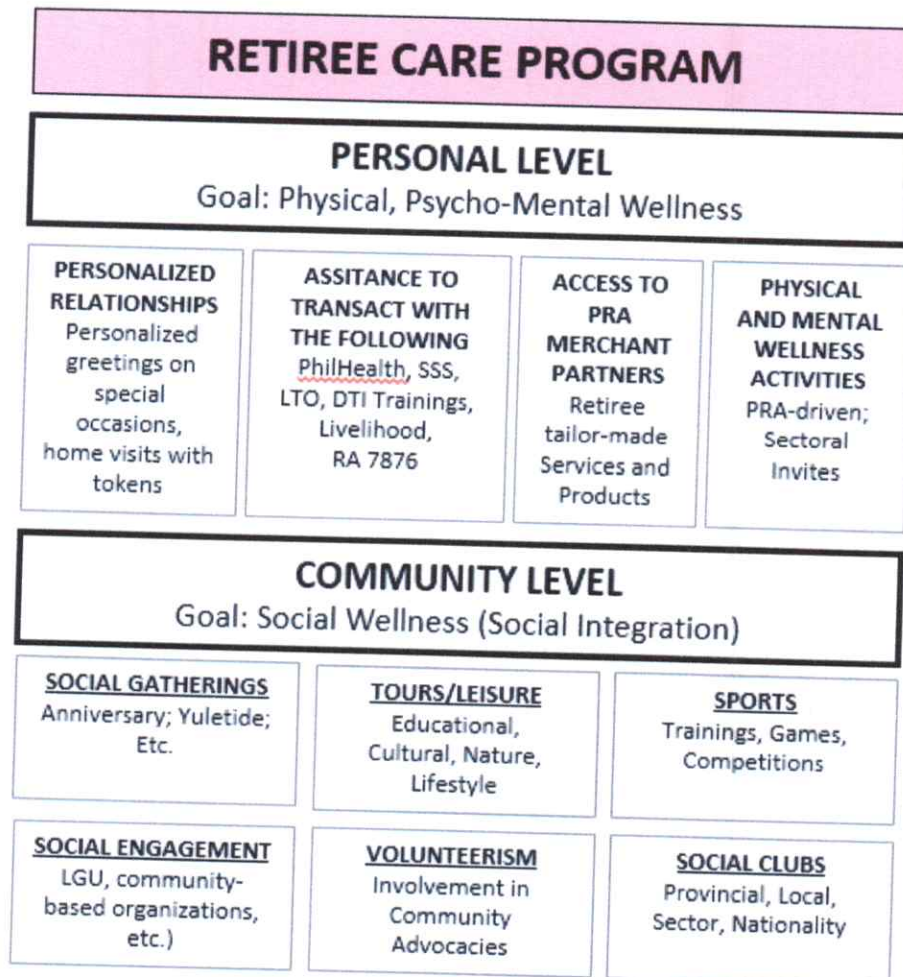 RETIREE CARE PROGRAM
PERSONAL LEVEL
Goal: Physical, Psycho-Mental Wellness
PERSONALIZED
RELATIONSHIPS
Personalized
greetings on
special
occasions,
home visits with
tokens
ASSITANCE TO
TRANSACT WITH
THE FOLLOWING
PhilHealth, SSS,
LTO, DTI Trainings,
Livelihood,
RA 7876
ACCESS TO
PRA
MERCHANT
PARTNERS
Retiree
tailor-made
Services and
Products
PHYSICAL
AND MENTAL
WELLNESS
ACTIVITIES
PRA-driven;
Sectoral
Invites
COMMUNITY LEVEL
Goal: Social Wellness (Social Integration)
SOCIAL GATHERINGS
Anniversary; Yuletide;
Etc.
TOURS/LEISURE
Educational,
Cultural, Nature,
Lifestyle
SPORTS
Trainings, Games,
Competitions
SOCIAL ENGAGEMENT
LGU, community-
based organizations,
etc.)
VOLUNTEERISM
Involvement in
Community
Advocacies
SOCIAL CLUBS
Provincial, Local,
Sector, Nationality